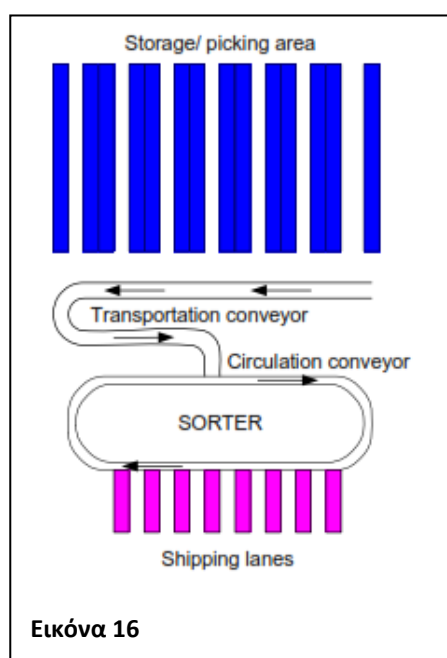 Storage/ picking area
Transportation conveyor
Circulation conveyor
SORTER
Shipping lanes
Εικόνα 16